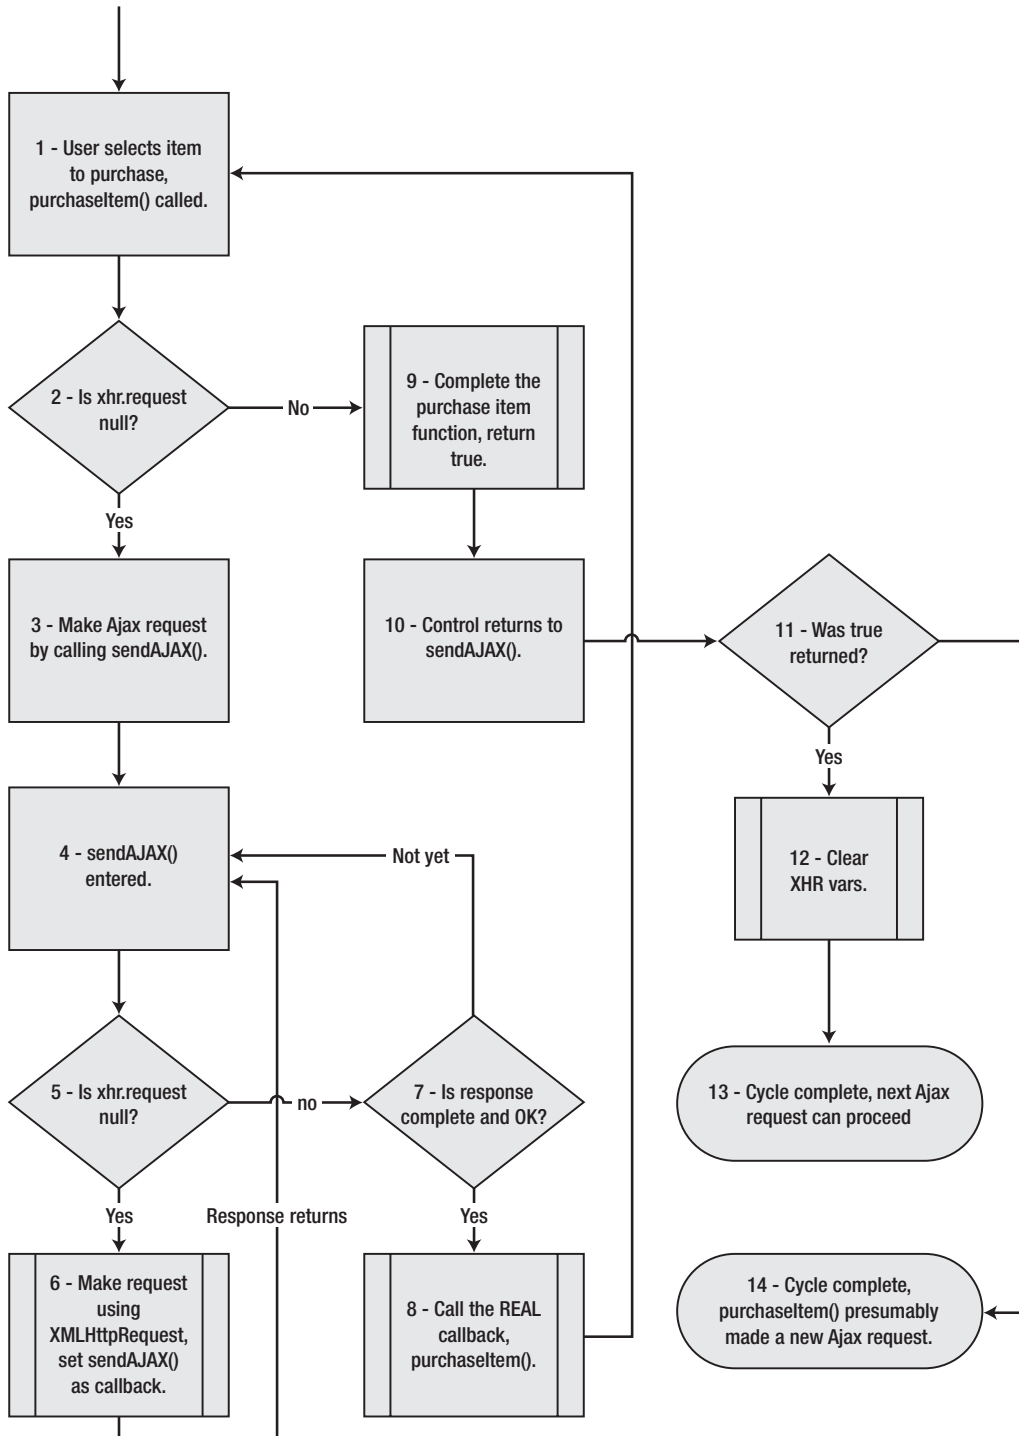 1 - User selects item
to purchase,
purchaseItem() called.
2 - Is xhr.request
null?
No
9 - Complete the
purchase item
function, return
true.
Yes
3 - Make Ajax request
by calling sendAJAX().
10 - Control returns to
sendAJAX().
11 - Was true
returned?
Yes
4 - sendAJAX()
entered.
Not yet
12 - Clear
XHR vars.
5 - Is xhr.request
null?
no
7 - Is response
complete and OK?
13 - Cycle complete, next Ajax
request can proceed
Yes
Response returns
Yes
6 - Make request
using
XMLHttpRequest,
set sendAJAX()
as callback.
8 - Call the REAL
callback,
purchaseItem().
14 - Cycle complete,
purchaseItem() presumably
made a new Ajax request.